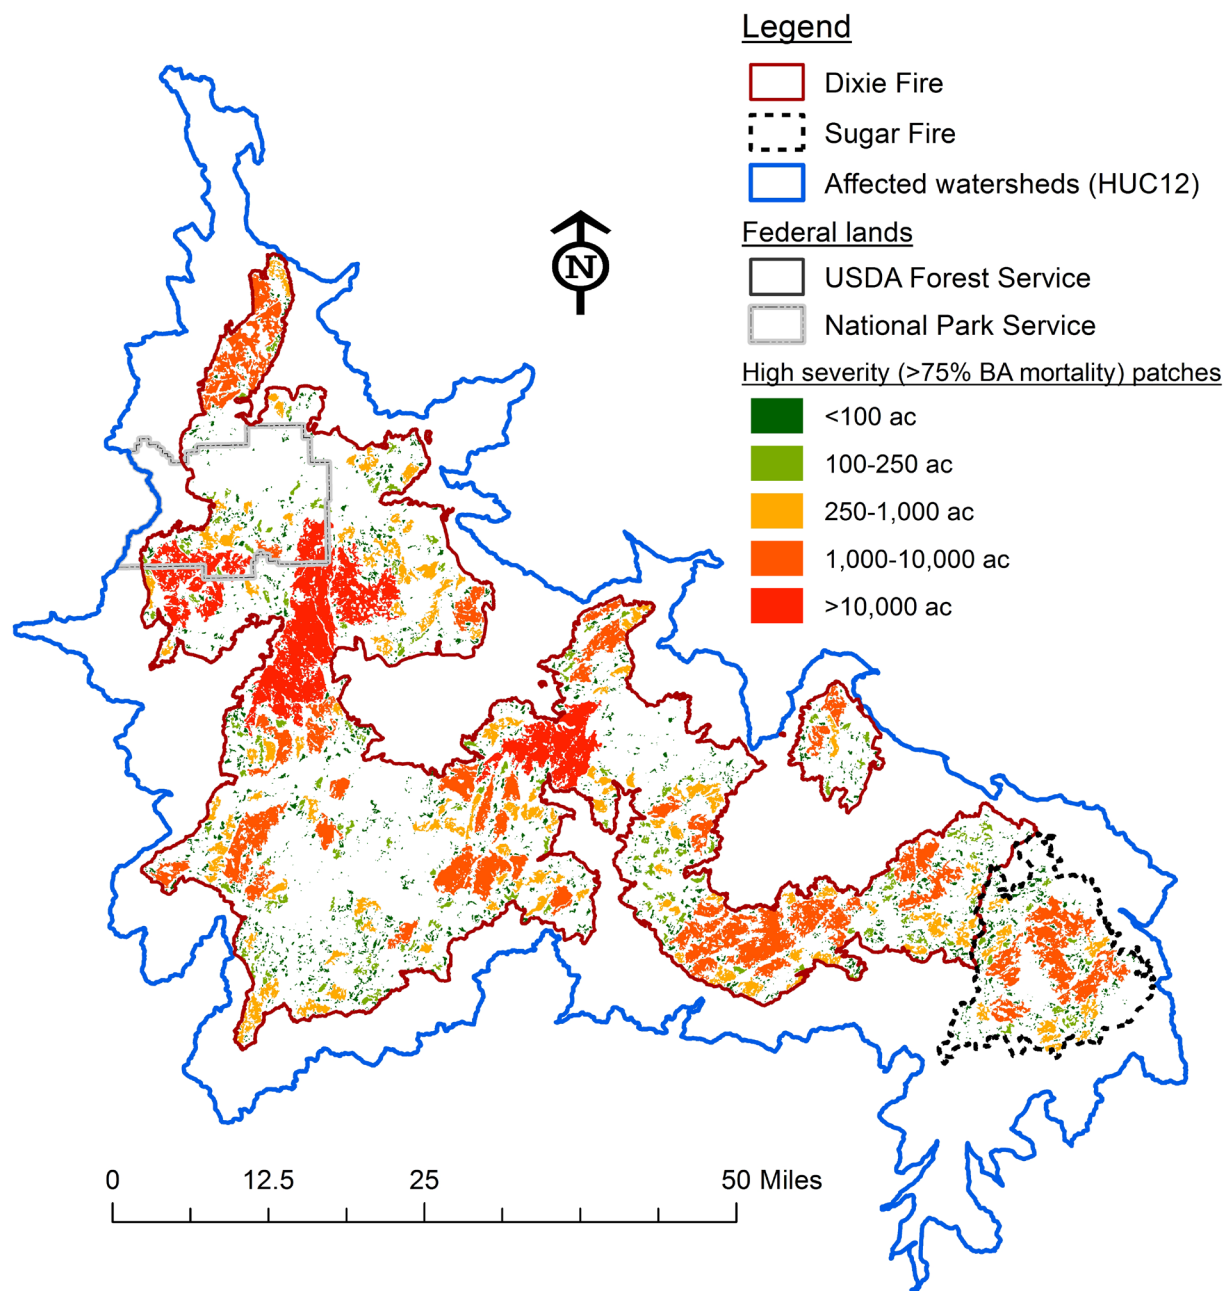 Legend
Dixie Fire
Sugar Fire
Affected watersheds (HUC12)
Federal lands
USDA Forest Service
National Park Service
High severity (>75% BA mortality) patches
<100 ac
100-250 ac
250-1,000 ac
1,000-10,000 ac
>10,000 ac
N
0 12.5 25 50 Miles